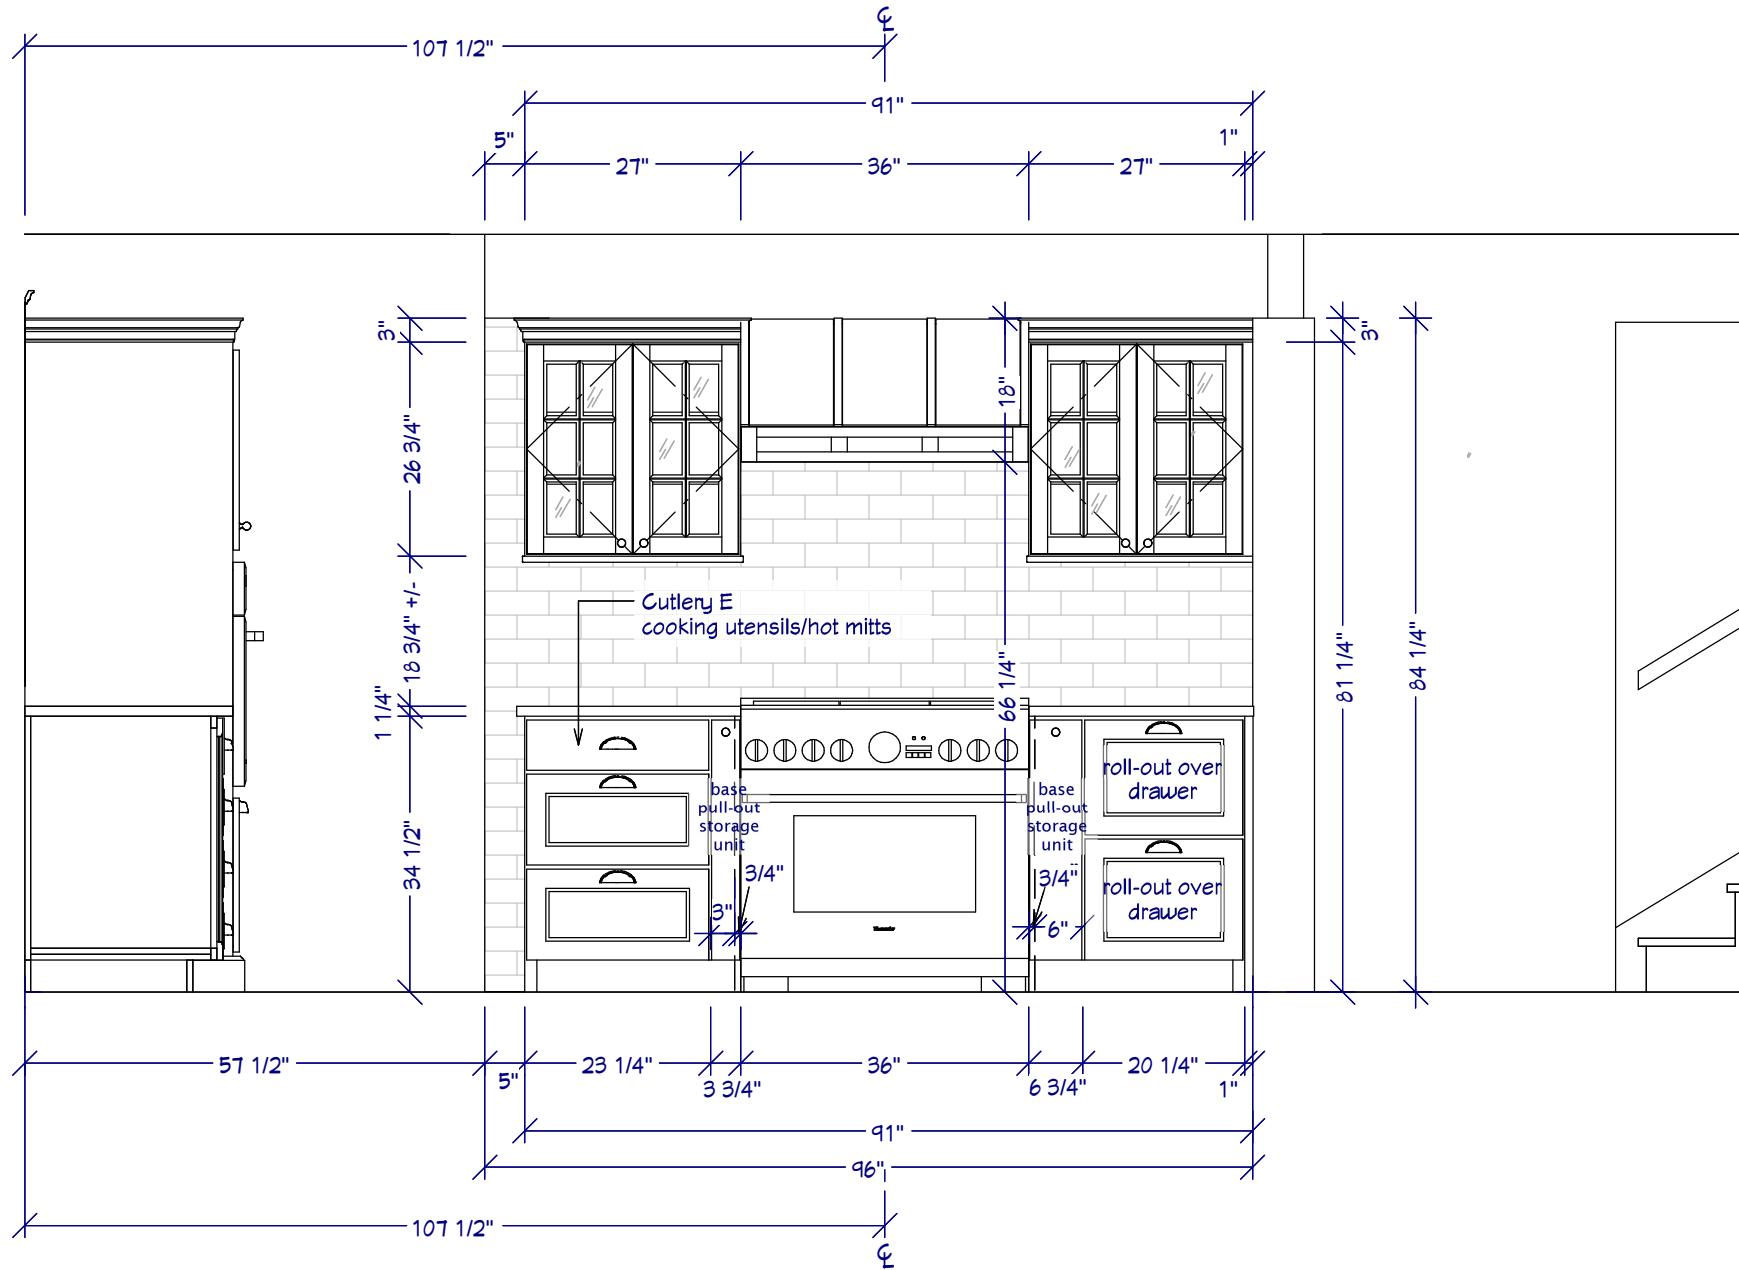 ℄
107 1/2"
91"
5"
1"
27"
36"
27"
3"
3"
18"
26 3/4"
18 3/4" +/-
Cutlery E
cooking utensils/hot mitts
66 1/4"
81 1/4"
84 1/4"
1 1/4"
34 1/2"
base
pull-out
storage
unit
base
pull-out
storage
unit
roll-out over
drawer
3/4"
3/4"
3"
6"
roll-out over
drawer
57 1/2"
5"
23 1/4"
3 3/4"
36"
6 3/4"
20 1/4"
1"
91"
96"
107 1/2"
℄